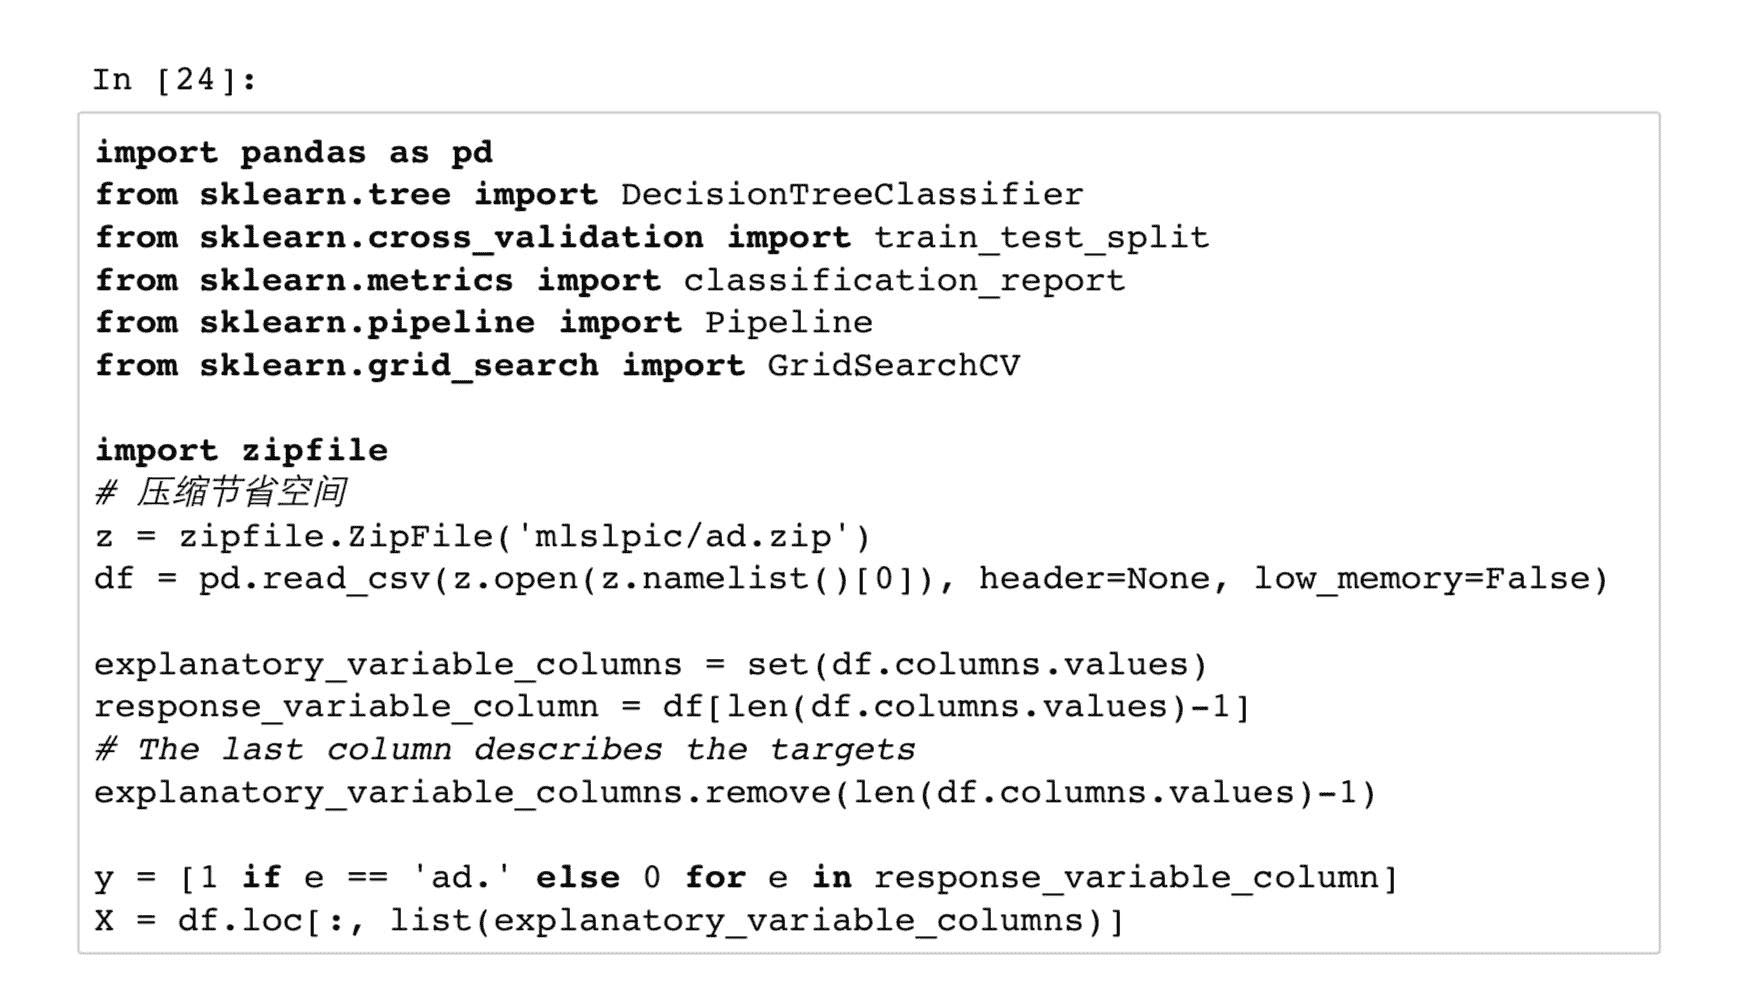 In [24]:
import pandas as pd
from sklearn.tree import DecisionTreeClassifier
from sklearn.cross_validation import train_test_split
from sklearn.metrics import classification_report
from sklearn.pipeline import Pipeline
from sklearn.grid_search import GridSearchCV
import zipfile
# 压缩节省空间
z = zipfile.ZipFile('mlslpic/ad.zip')
df = pd.read_csv(z.open(z.namelist()[0]), header=None, low_memory=False)
explanatory_variable_columns = set(df.columns.values)
response_variable_column = df[len(df.columns.values)-1]
# The last column describes the targets
explanatory_variable_columns.remove(len(df.columns.values)-1)
y = [1 if e == 'ad.' else 0 for e in response_variable_column]
X = df.loc[:, list(explanatory_variable_columns)]